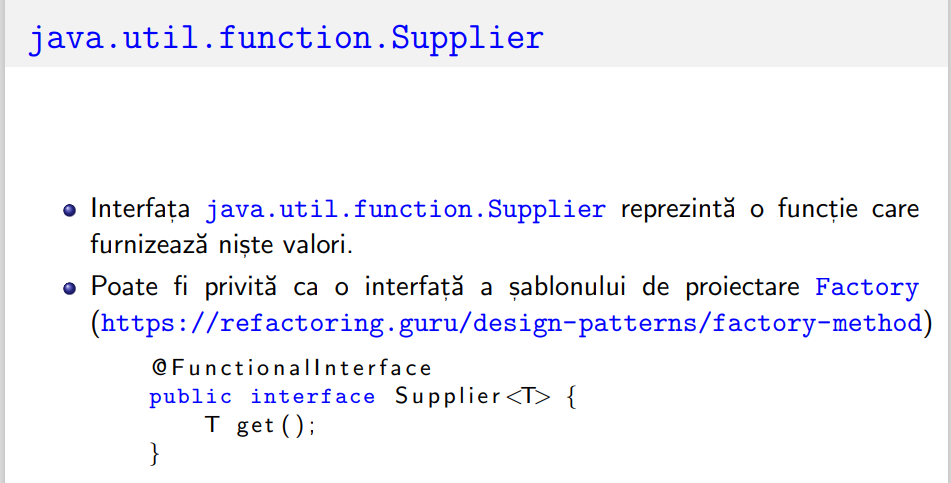 java.util.function.Supplier
Interfața java.util.function.Supplier reprezintă o funcție care
furnizează niște valori.
Poate fi privită ca o interfață a șablonului de proiectare Factory
(https://refactoring.guru/design-patterns/factory-method)
@FunctionalInterface
public interface Supplier<T> {
    T get();
}